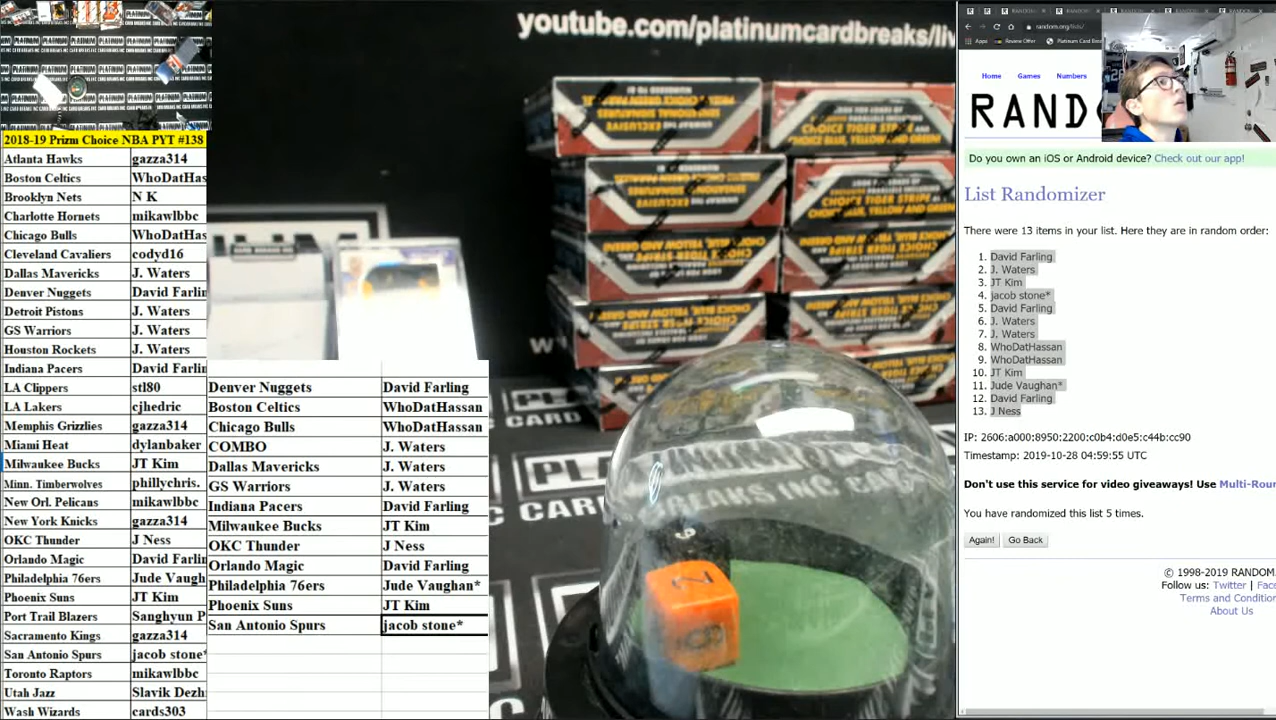 youtube.com/platinumcardbreaks/liv
2018-19 Prizm Choice NBA PYT #138
Atlanta Hawks gazza314
Boston Celtics WhoDatHas
Brooklyn Nets N K
Charlotte Hornets mikawlbbc
Chicago Bulls WhoDatHas
Cleveland Cavaliers codyd16
Dallas Mavericks J. Waters
Denver Nuggets David Farlin
Detroit Pistons J. Waters
GS Warriors J. Waters
Houston Rockets J. Waters
Indiana Pacers David Farlin
LA Clippers stl80
LA Lakers cjhedric
Memphis Grizzlies gazza314
Miami Heat dylanbaker
Milwaukee Bucks JT Kim
Minn. Timberwolves phillychris.
New Orl. Pelicans mikawlbbc
New York Knicks gazza314
OKC Thunder J Ness
Orlando Magic David Farlin
Philadelphia 76ers Jude Vaugh
Phoenix Suns JT Kim
Port Trail Blazers Sanghyun P
Sacramento Kings gazza314
San Antonio Spurs jacob stone*
Toronto Raptors mikawlbbc
Utah Jazz Slavik Dezh
Wash Wizards cards303
Denver Nuggets David Farling
Boston Celtics WhoDatHassan
Chicago Bulls WhoDatHassan
COMBO J. Waters
Dallas Mavericks J. Waters
GS Warriors J. Waters
Indiana Pacers David Farling
Milwaukee Bucks JT Kim
OKC Thunder J Ness
Orlando Magic David Farling
Philadelphia 76ers Jude Vaughan*
Phoenix Suns JT Kim
San Antonio Spurs jacob stone*
random.org/lists/
Apps Review Offer Platinum Card Brea
Home Games Numbers
RAND
Do you own an iOS or Android device? Check out our app!
List Randomizer
There were 13 items in your list. Here they are in random order:
1. David Farling
2. J. Waters
3. JT Kim
4. jacob stone*
5. David Farling
6. J. Waters
7. J. Waters
8. WhoDatHassan
9. WhoDatHassan
10. JT Kim
11. Jude Vaughan*
12. David Farling
13. J Ness
IP: 2606:a000:8950:2200:c0b4:d0e5:c44b:cc90
Timestamp: 2019-10-28 04:59:55 UTC
Don't use this service for video giveaways! Use Multi-Rour
You have randomized this list 5 times.
Again! Go Back
© 1998-2019 RANDOM.
Follow us: Twitter | Face
Terms and Condition
About Us